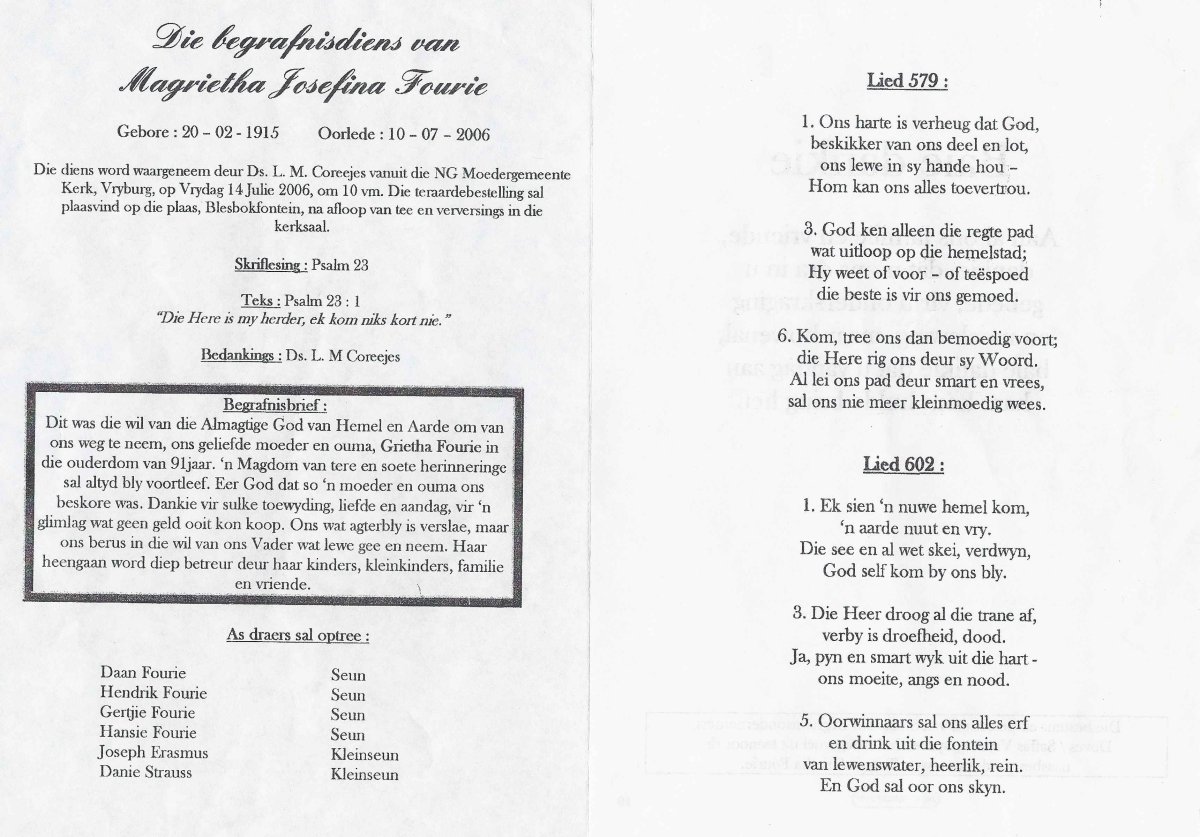 Die begrafnisdiens van
Magrietha Josefina Fourie
Gebore : 20 – 02 - 1915 Oorlede : 10 – 07 – 2006
Die diens word waargeneem deur Ds. L. M. Coreejes vanuit die NG Moedergemeente
Kerk, Vryburg, op Vrydag 14 Julie 2006, om 10 vm. Die teraardebestelling sal
plaasvind op die plaas, Blesbokfontein, na afloop van tee en verversings in die
kerksaal.
Skriflesing : Psalm 23
Teks : Psalm 23 : 1
“Die Here is my herder, ek kom niks kort nie.”
Bedankings : Ds. L. M Coreejes
Begrafnisbrief :
Dit was die wil van die Almagtige God van Hemel en Aarde om van
ons weg te neem, ons geliefde moeder en ouma, Grietha Fourie in
die ouderdom van 91jaar. ‘n Magdom van tere en soete herinneringe
sal altyd bly voortleef. Eer God dat so ‘n moeder en ouma ons
beskore was. Dankie vir sulke toewyding, liefde en aandag, vir ‘n
glimlag wat geen geld ooit kon koop. Ons wat agterbly is verslae, maar
ons berus in die wil van ons Vader wat lewe gee en neem. Haar
heengaan word diep betreur deur haar kinders, kleinkinders, familie
en vriende.
As draers sal optree :
Daan Fourie Seun
Hendrik Fourie Seun
Gertjie Fourie Seun
Hansie Fourie Seun
Joseph Erasmus Kleinseun
Danie Strauss Kleinseun
Lied 579 :
1. Ons harte is verheug dat God,
beskikker van ons deel en lot,
ons lewe in sy hande hou –
Hom kan ons alles toevertrou.
3. God ken alleen die regte pad
wat uitloop op die hemelstad;
Hy weet of voor – of teëspoed
die beste is vir ons gemoed.
6. Kom, tree ons dan bemoedig voort;
die Here rig ons deur sy Woord.
Al lei ons pad deur smart en vrees,
sal ons nie meer kleinmoedig wees.
Lied 602 :
1. Ek sien ‘n nuwe hemel kom,
‘n aarde nuut en vry.
Die see en al wet skei, verdwyn,
God self kom by ons bly.
3. Die Heer droog al die trane af,
verby is droefheid, dood.
Ja, pyn en smart wyk uit die hart -
ons moeite, angs en nood.
5. Oorwinnaars sal ons alles erf
en drink uit die fontein
van lewenswater, heerlik, rein.
En God sal oor ons skyn.